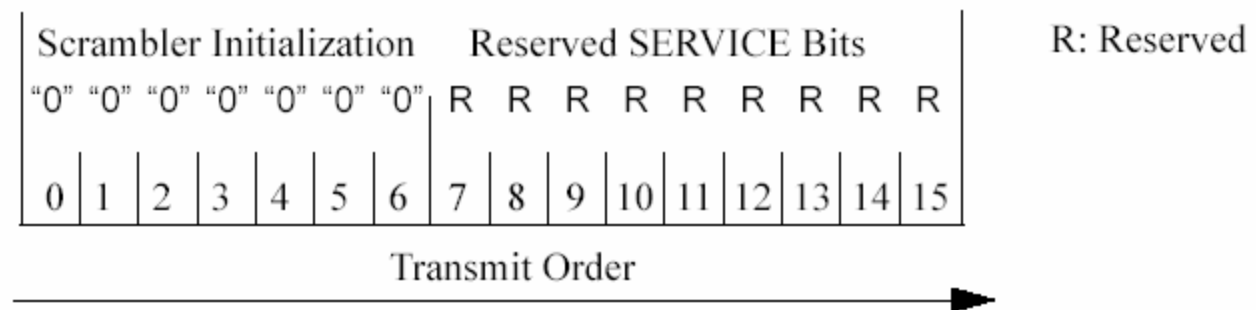 Scrambler Initialization Reserved SERVICE Bits R: Reserved
“0” “0” “0” “0” “0” “0” “0” R R R R R R R R R
0 1 2 3 4 5 6 7 8 9 10 11 12 13 14 15
Transmit Order